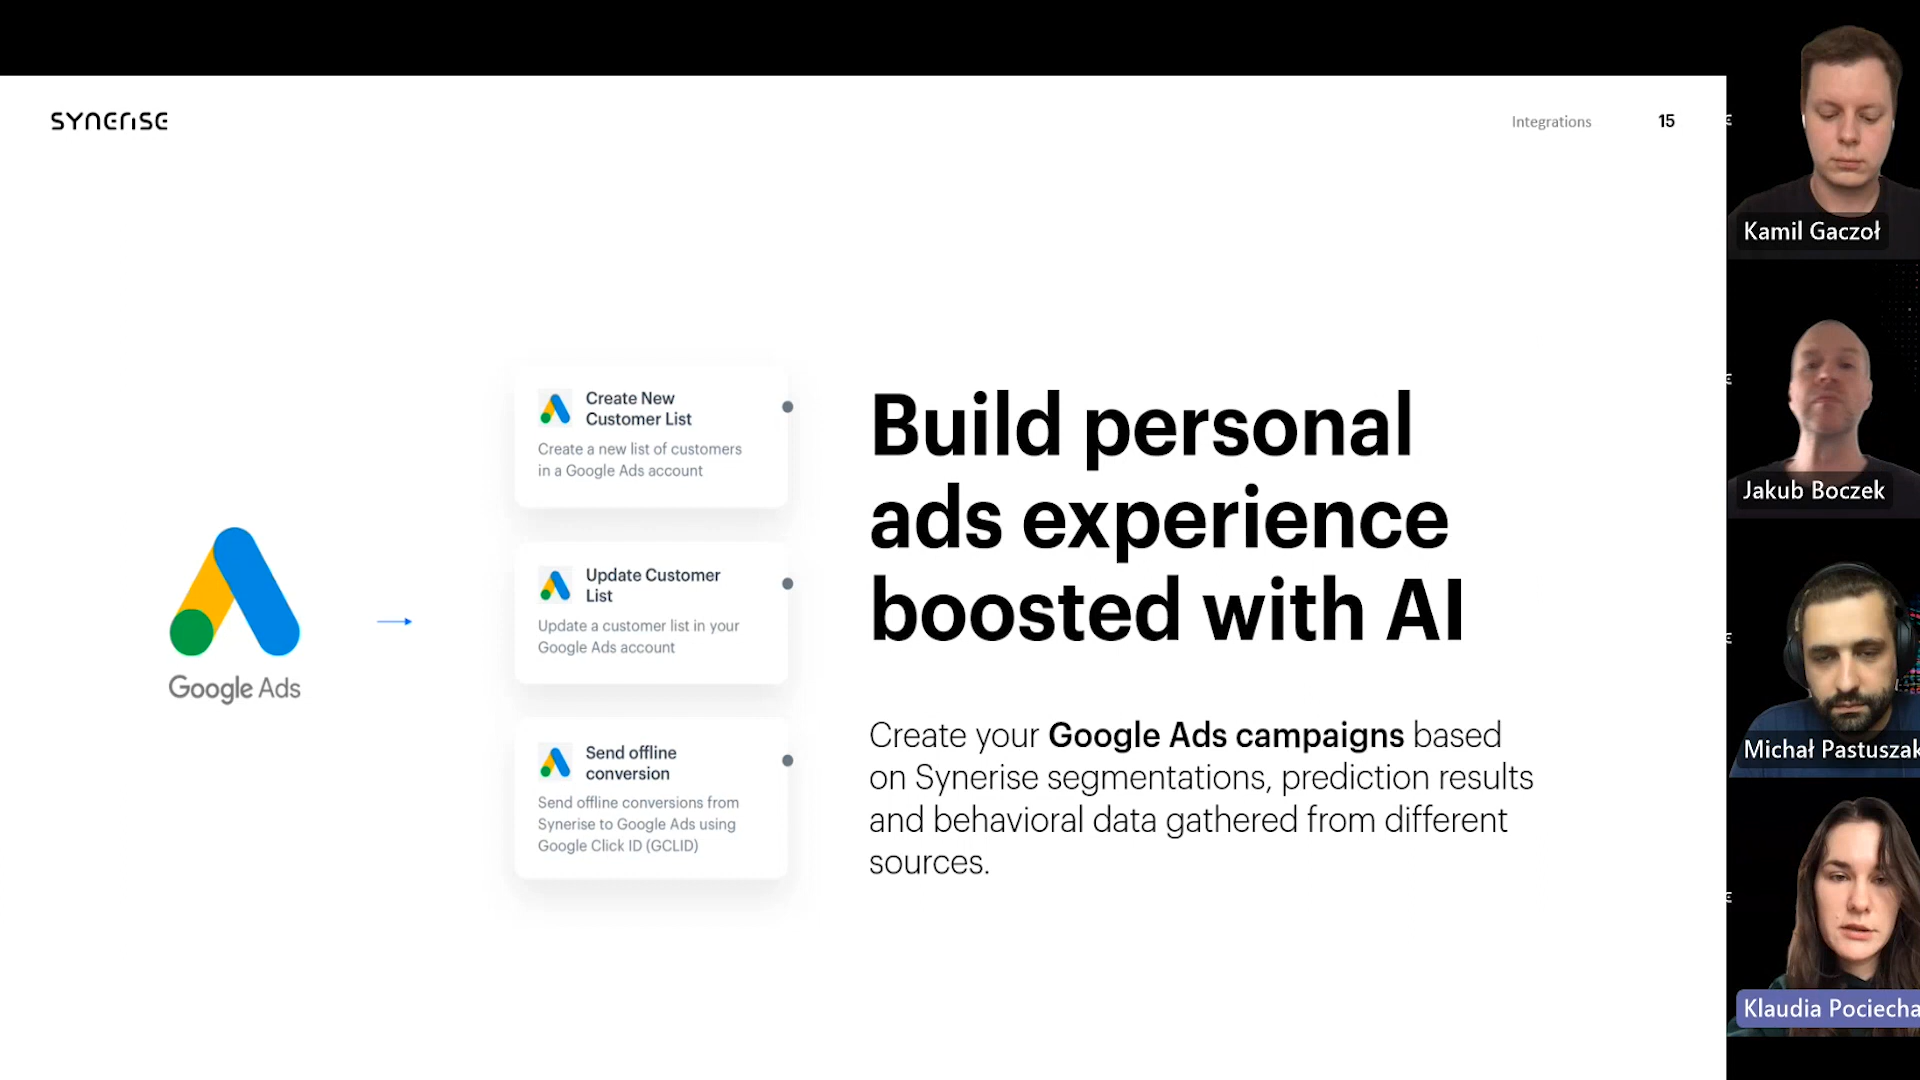 SYNERISE
Integrations
15
Google Ads
Create New
Customer List
Create a new list of customers
in a Google Ads account
Update Customer
List
Update a customer list in your
Google Ads account
Send offline
conversion
Send offline conversions from
Synerise to Google Ads using
Google Click ID (GCLID)
Build personal
ads experience
boosted with AI
Create your Google Ads campaigns based
on Synerise segmentations, prediction results
and behavioral data gathered from different
sources.
Kamil Gaczoł
Jakub Boczek
Michał Pastuszak
Klaudia Pociecha